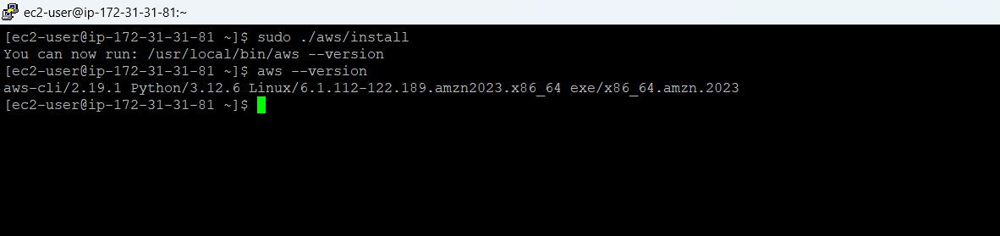 ec2-user@ip-172-31-31-81:~
[ec2-user@ip-172-31-31-81 ~]$ sudo ./aws/install
You can now run: /usr/local/bin/aws --version
[ec2-user@ip-172-31-31-81 ~]$ aws --version
aws-cli/2.19.1 Python/3.12.6 Linux/6.1.112-122.189.amzn2023.x86_64 exe/x86_64.amzn.2023
[ec2-user@ip-172-31-31-81 ~]$